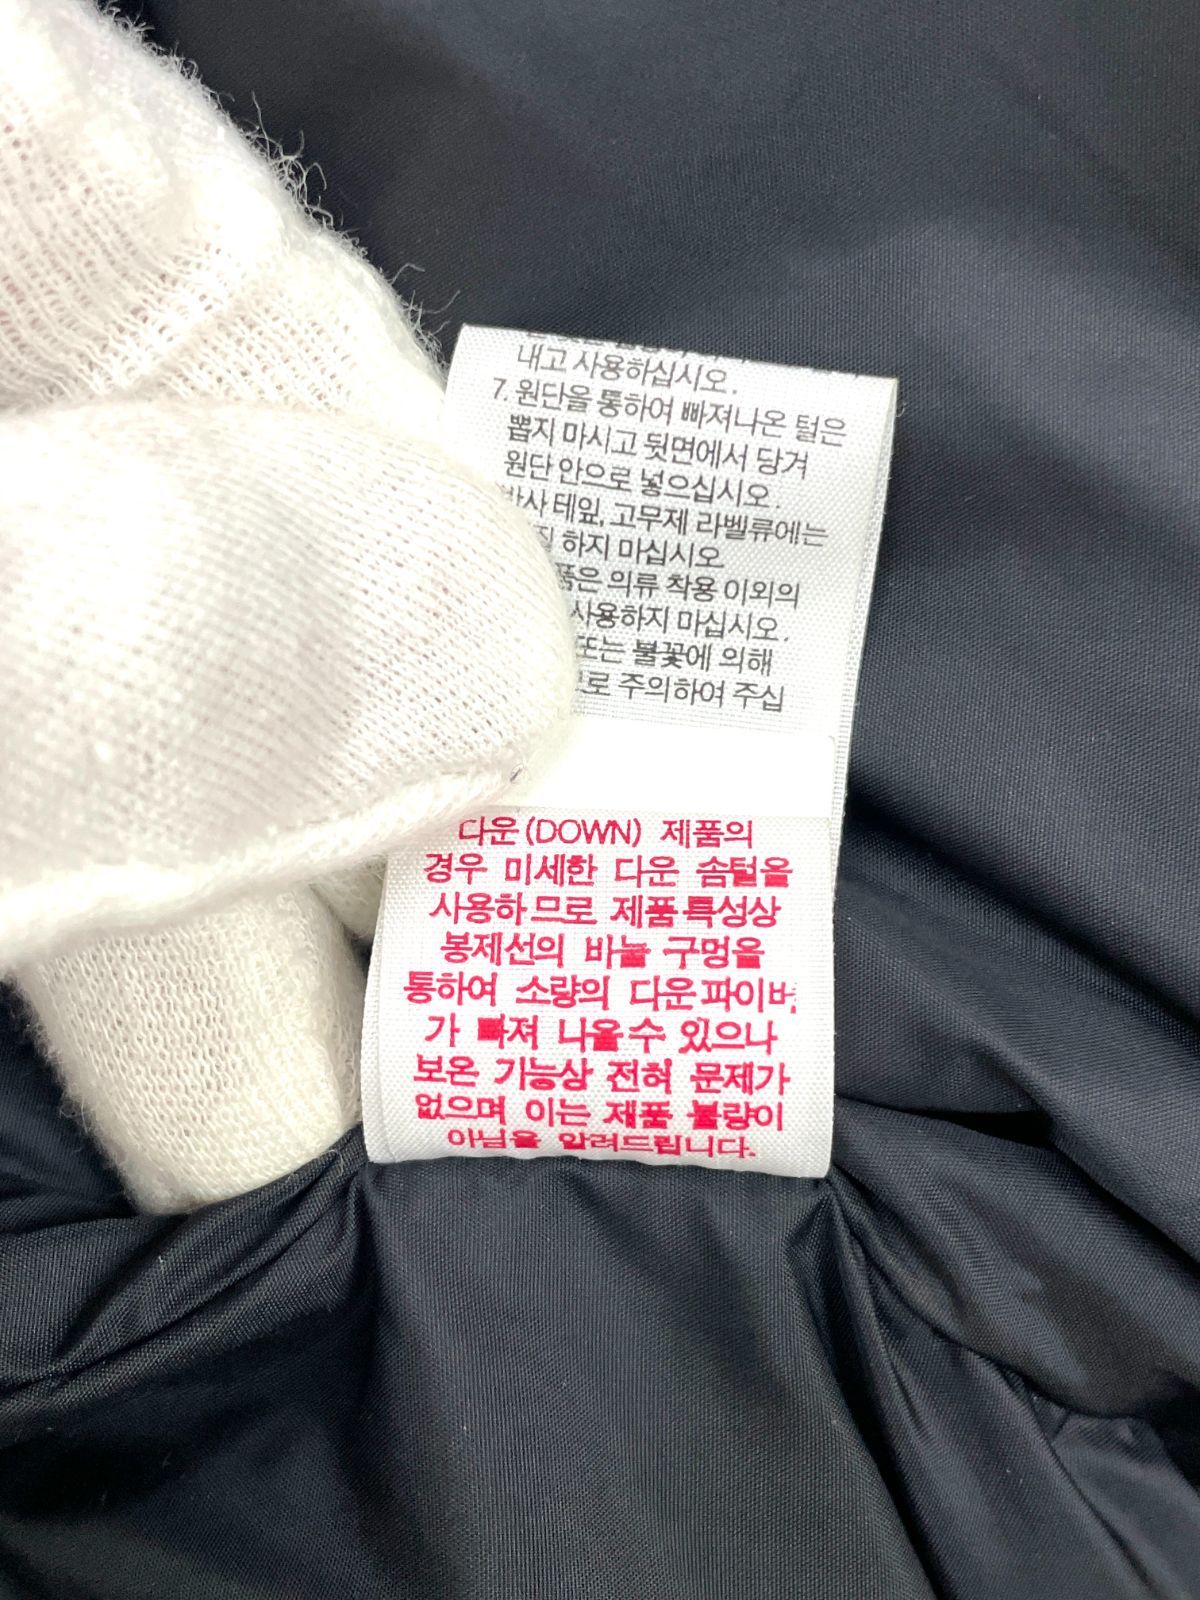 내고 사용하십시오.
7. 원단을 통하여 빠져나온 털은
뽑지 마시고 뒷면에서 당겨
원단 안으로 넣으십시오.
테잎, 고무제 라벨류에는
하지 마십시오
의류 착용 이외의
사용하지 마십시오.
또는 불꽃에 의해
주의하여 주십
다운(DOWN) 제품의
경우 미세한 다운 솜털을
사용하므로 제품특성상
봉제선의 바늘 구멍을
통하여 소량의 다운파이버
가 빠져 나올수 있으나
보온 기능상 전혀 문제가
없으며 이는 제품 불량이
아님을 알려드립니다.